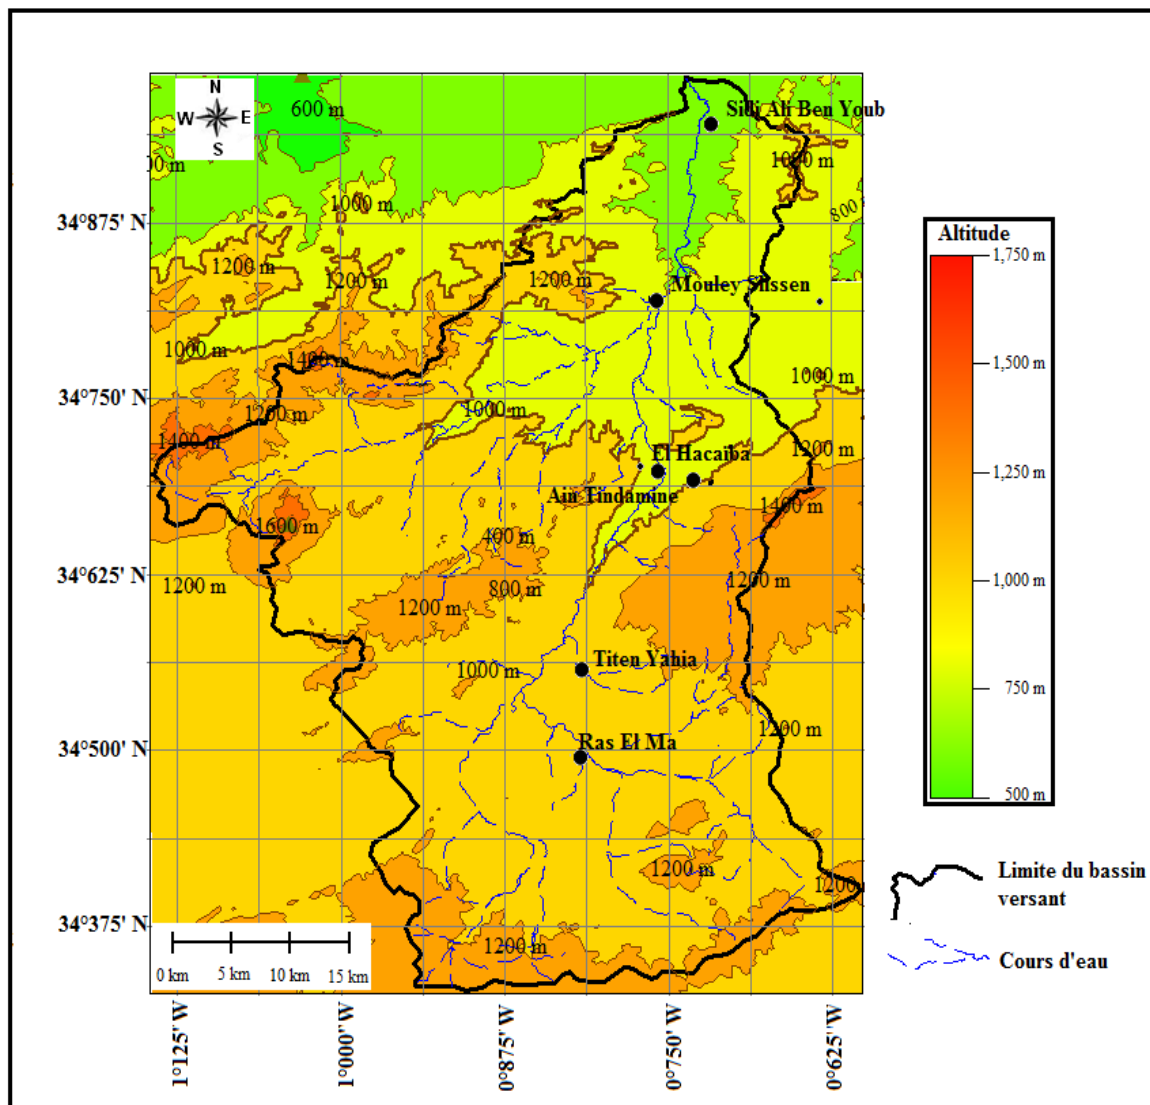 N
W E
S
600 m
Sidi Ali Ben Youb
1000 m
1000 m
34°875' N
800
1200 m
1200 m
1200 m
Mouley Slissen
1000 m
1400 m
1000 m
34°750' N
1200 m
1000 m
1400 m
1200 m
El Hacaiba
Ain Tindamine
1400 m
1600 m
400 m
34°625' N
1200 m
800 m
1200 m
1200 m
Titen Yahia
1000 m
1200 m
34°500' N
Ras El Ma
1200 m
1200
34°375' N
1200 m
0 km 5 km 10 km 15 km
1°125" W
1°000" W
0°875" W
0°750" W
0°625" W
Altitude
1,750 m
1,500 m
1,250 m
1,000 m
750 m
500 m
Limite du bassin
versant
Cours d'eau